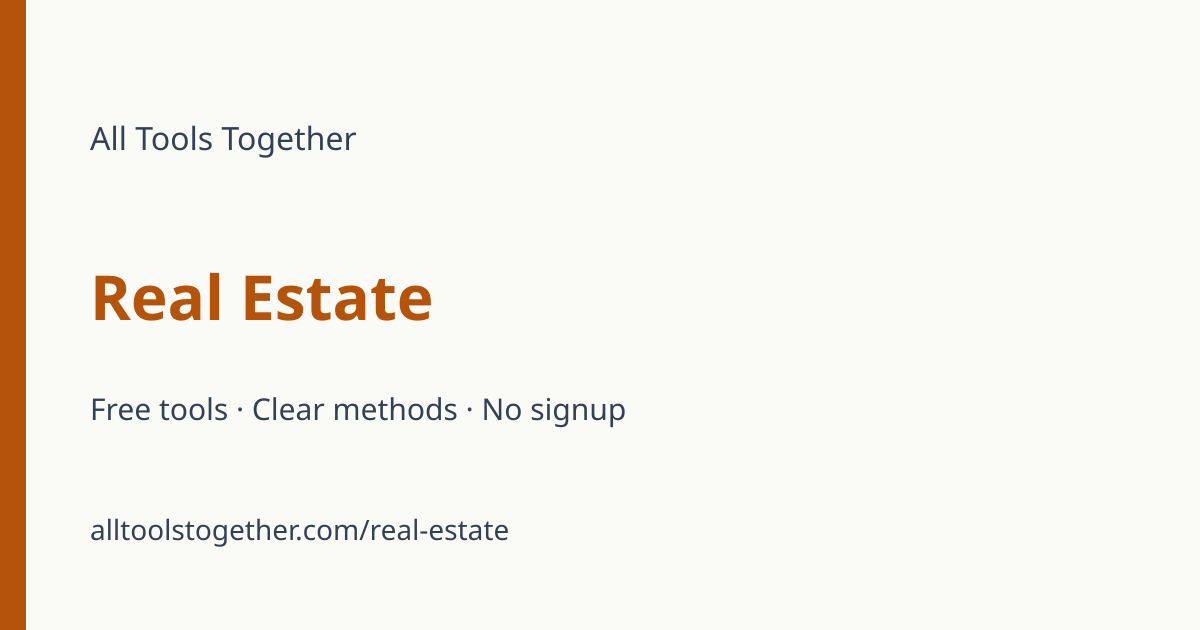 All Tools Together
Real Estate
Free tools · Clear methods · No signup
alltoolstogether.com/real-estate